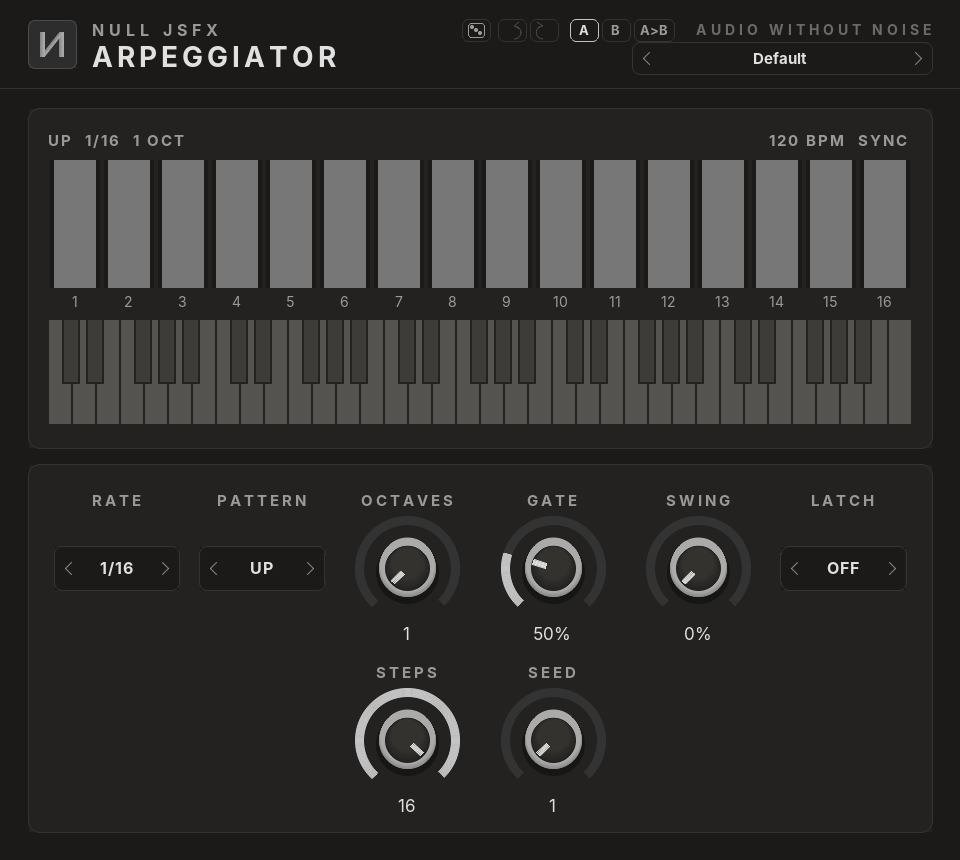 NULL JSFX
ARPEGGIATOR
A B A>B AUDIO WITHOUT NOISE
Default
UP 1/16 1 OCT 120 BPM SYNC
1 2 3 4 5 6 7 8 9 10 11 12 13 14 15 16
RATE PATTERN OCTAVES GATE SWING LATCH
1/16 UP OFF
1 50% 0%
STEPS SEED
16 1